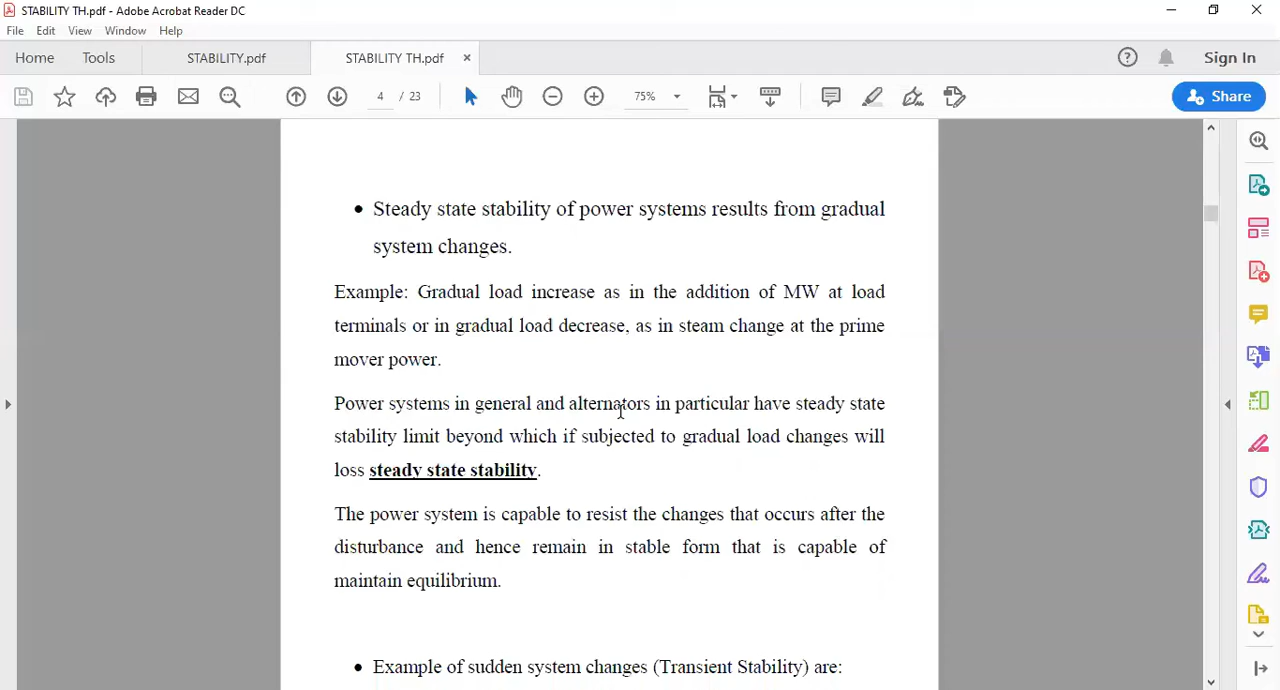 STABILITY TH.pdf - Adobe Acrobat Reader DC
File Edit View Window Help
Home Tools STABILITY.pdf STABILITY TH.pdf × Sign In
4 / 23 75% Share
• Steady state stability of power systems results from gradual
system changes.
Example: Gradual load increase as in the addition of MW at load
terminals or in gradual load decrease, as in steam change at the prime
mover power.
Power systems in general and alternators in particular have steady state
stability limit beyond which if subjected to gradual load changes will
loss steady state stability.
The power system is capable to resist the changes that occurs after the
disturbance and hence remain in stable form that is capable of
maintain equilibrium.
• Example of sudden system changes (Transient Stability) are: